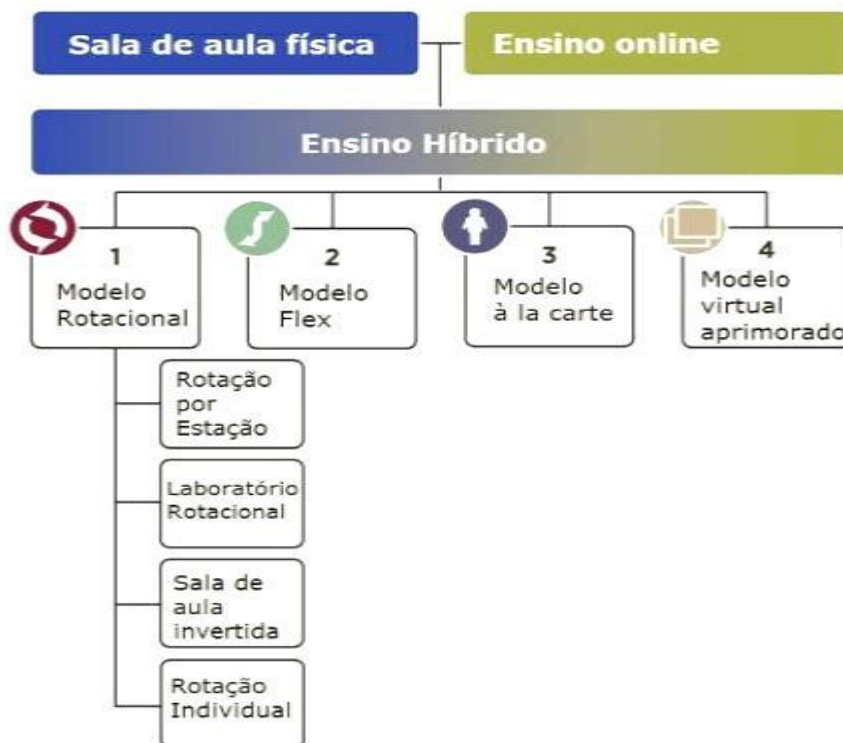 Sala de aula física
Ensino online
Ensino Híbrido
1
Modelo
Rotacional
2
Modelo
Flex
3
Modelo
à la carte
4
Modelo
virtual
aprimorado
Rotação
por
Estação
Laboratório
Rotacional
Sala de
aula
invertida
Rotação
Individual